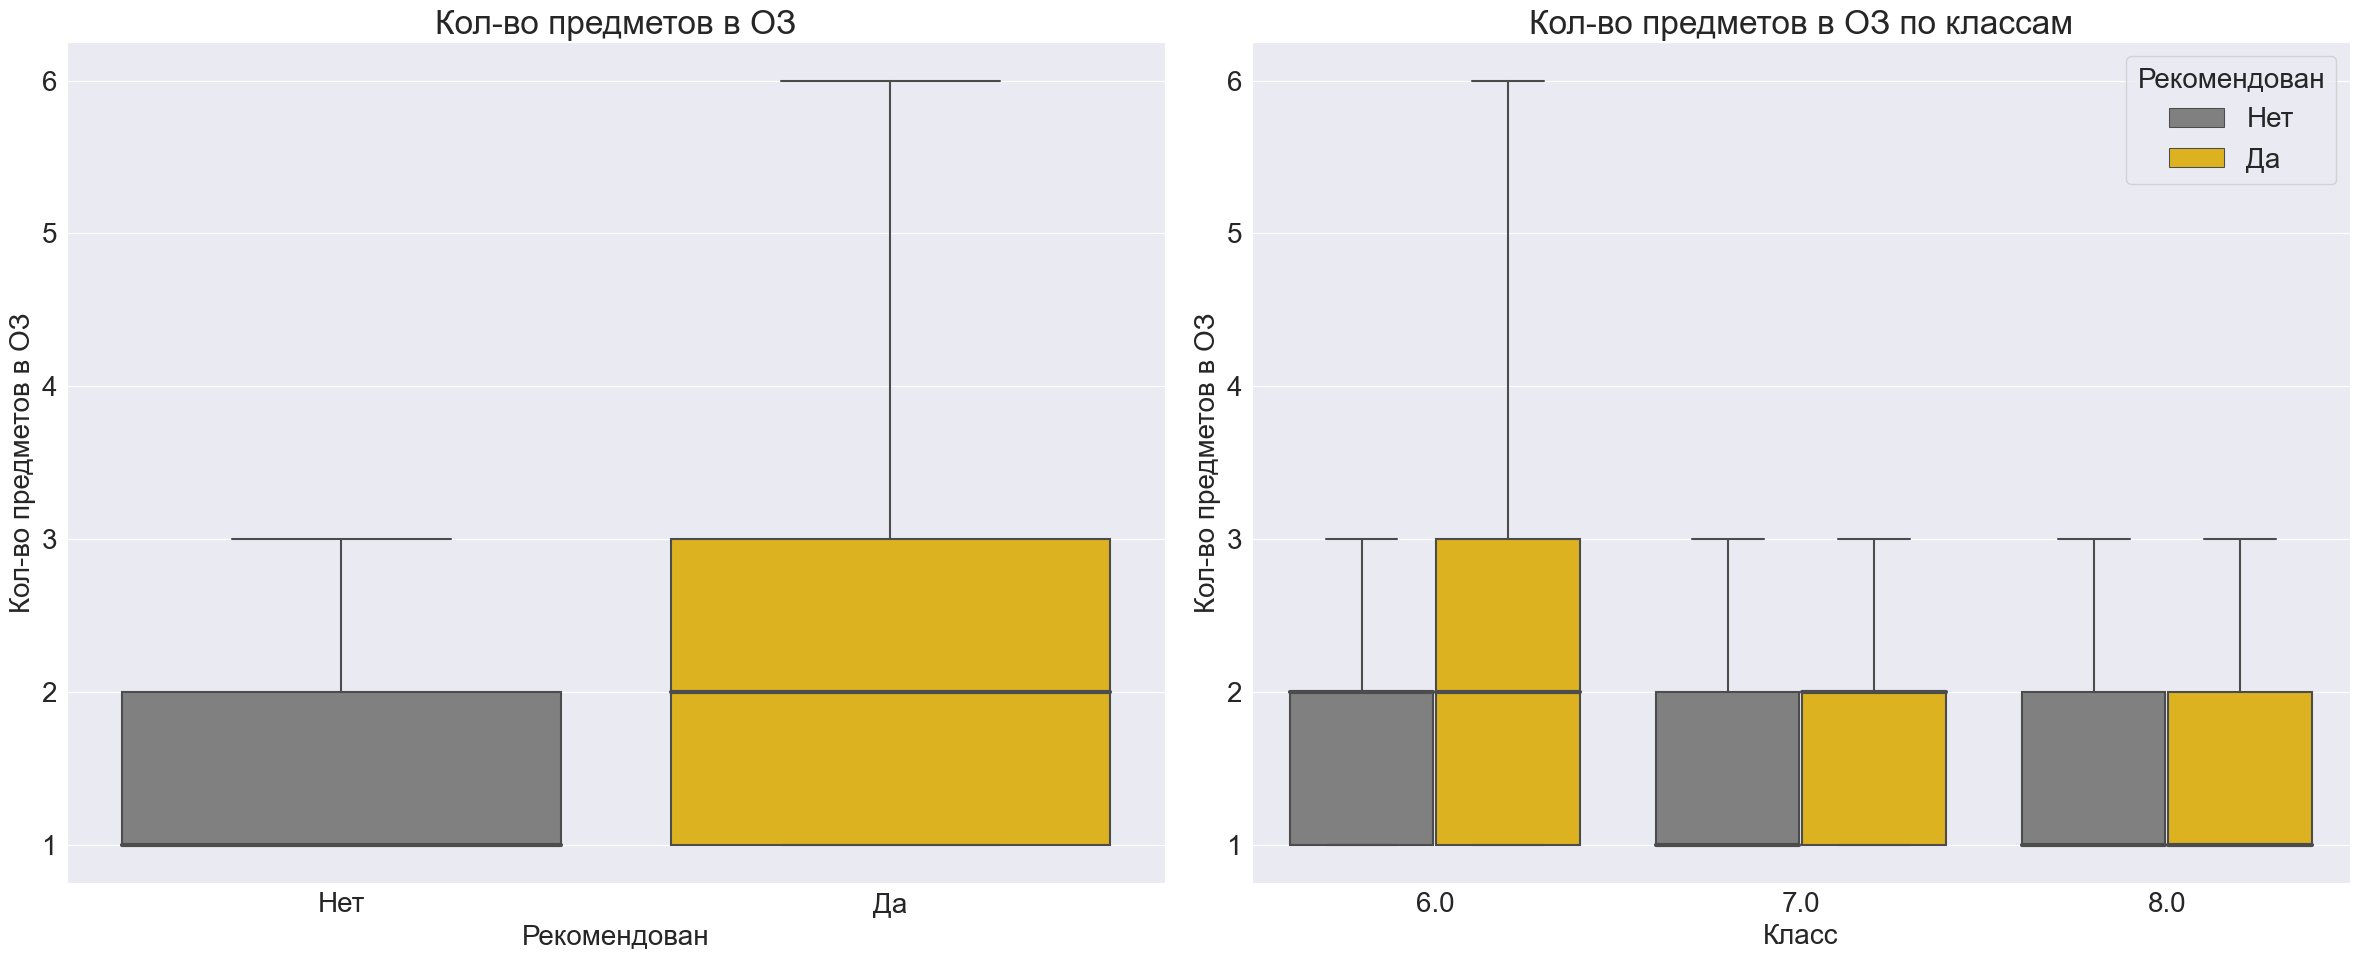 Кол-во предметов в ОЗ
6
5
4
3
2
1
Кол-во предметов в ОЗ
Нет
Да
Рекомендован
Кол-во предметов в ОЗ по классам
Рекомендован
Нет
Да
6
5
4
3
2
1
Кол-во предметов в ОЗ
6.0
7.0
8.0
Класс